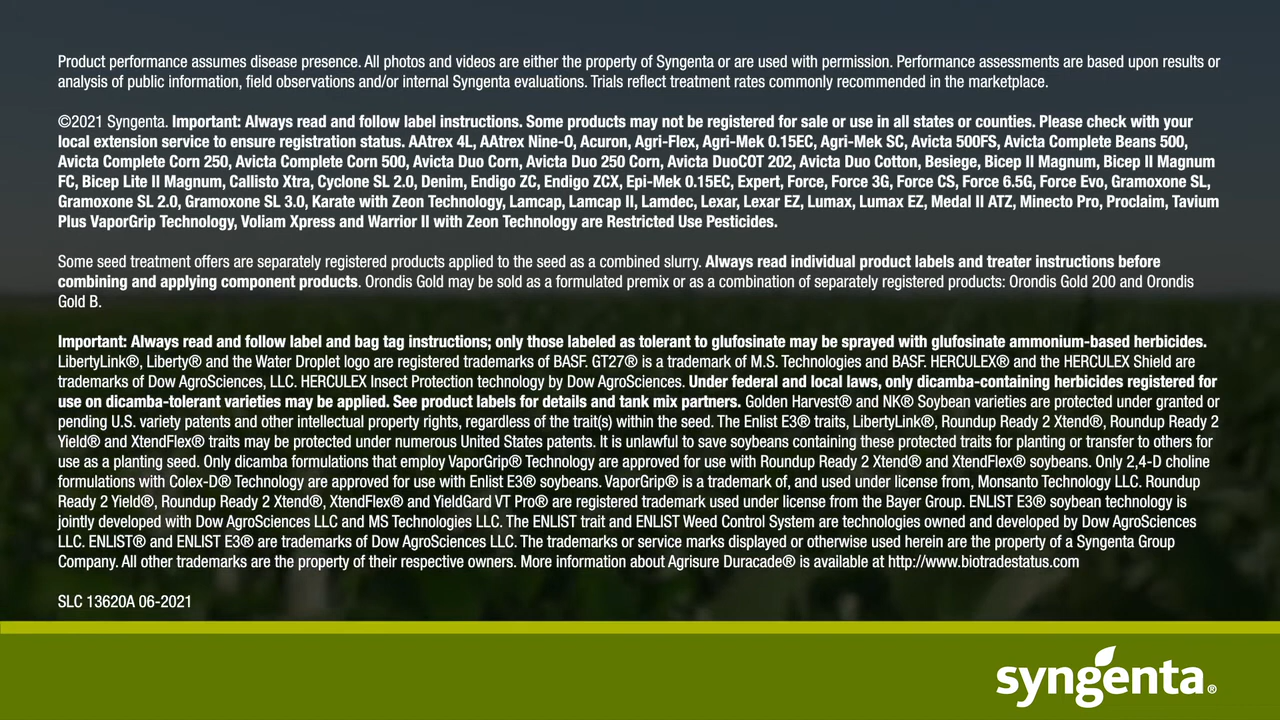 Product performance assumes disease presence. All photos and videos are either the property of Syngenta or are used with permission. Performance assessments are based upon results or
analysis of public information, field observations and/or internal Syngenta evaluations. Trials reflect treatment rates commonly recommended in the marketplace.
©2021 Syngenta. Important: Always read and follow label instructions. Some products may not be registered for sale or use in all states or counties. Please check with your
local extension service to ensure registration status. AAtrex 4L, AAtrex Nine-O, Acuron, Agri-Flex, Agri-Mek 0.15EC, Agri-Mek SC, Avicta 500FS, Avicta Complete Beans 500,
Avicta Complete Corn 250, Avicta Complete Corn 500, Avicta Duo Corn, Avicta Duo 250 Corn, Avicta DuoCOT 202, Avicta Duo Cotton, Besiege, Bicep II Magnum, Bicep II Magnum
FC, Bicep Lite II Magnum, Callisto Xtra, Cyclone SL 2.0, Denim, Endigo ZC, Endigo ZCX, Epi-Mek 0.15EC, Expert, Force, Force 3G, Force CS, Force 6.5G, Force Evo, Gramoxone SL,
Gramoxone SL 2.0, Gramoxone SL 3.0, Karate with Zeon Technology, Lamcap, Lamcap II, Lamdec, Lexar, Lexar EZ, Lumax, Lumax EZ, Medal II ATZ, Minecto Pro, Proclaim, Tavium
Plus VaporGrip Technology, Voliam Xpress and Warrior II with Zeon Technology are Restricted Use Pesticides.
Some seed treatment offers are separately registered products applied to the seed as a combined slurry. Always read individual product labels and treater instructions before
combining and applying component products. Orondis Gold may be sold as a formulated premix or as a combination of separately registered products: Orondis Gold 200 and Orondis
Gold B.
Important: Always read and follow label and bag tag instructions; only those labeled as tolerant to glufosinate may be sprayed with glufosinate ammonium-based herbicides.
LibertyLink®, Liberty® and the Water Droplet logo are registered trademarks of BASF. GT27® is a trademark of M.S. Technologies and BASF. HERCULEX® and the HERCULEX Shield are
trademarks of Dow AgroSciences, LLC. HERCULEX Insect Protection technology by Dow AgroSciences. Under federal and local laws, only dicamba-containing herbicides registered for
use on dicamba-tolerant varieties may be applied. See product labels for details and tank mix partners. Golden Harvest® and NK® Soybean varieties are protected under granted or
pending U.S. variety patents and other intellectual property rights, regardless of the trait(s) within the seed. The Enlist E3® traits, LibertyLink®, Roundup Ready 2 Xtend®, Roundup Ready 2
Yield® and XtendFlex® traits may be protected under numerous United States patents. It is unlawful to save soybeans containing these protected traits for planting or transfer to others for
use as a planting seed. Only dicamba formulations that employ VaporGrip® Technology are approved for use with Roundup Ready 2 Xtend® and XtendFlex® soybeans. Only 2,4-D choline
formulations with Colex-D® Technology are approved for use with Enlist E3® soybeans. VaporGrip® is a trademark of, and used under license from, Monsanto Technology LLC. Roundup
Ready 2 Yield®, Roundup Ready 2 Xtend®, XtendFlex® and YieldGard VT Pro® are registered trademark used under license from the Bayer Group. ENLIST E3® soybean technology is
jointly developed with Dow AgroSciences LLC and MS Technologies LLC. The ENLIST trait and ENLIST Weed Control System are technologies owned and developed by Dow AgroSciences
LLC. ENLIST® and ENLIST E3® are trademarks of Dow AgroSciences LLC. The trademarks or service marks displayed or otherwise used herein are the property of a Syngenta Group
Company. All other trademarks are the property of their respective owners. More information about Agrisure Duracade® is available at http://www.biotradestatus.com
SLC 13620A 06-2021
syngenta®